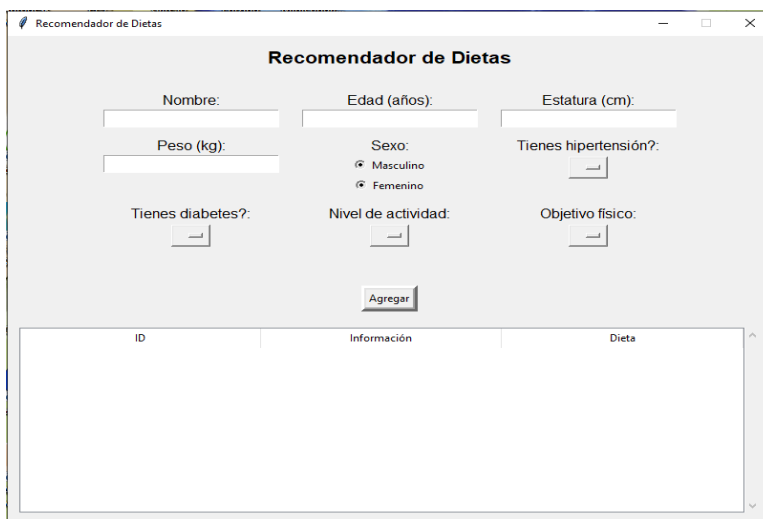 Recomendador de Dietas
Recomendador de Dietas
Nombre: Edad (años): Estatura (cm):
Peso (kg): Sexo: Tienes hipertensión?:
Masculino
Femenino
Tienes diabetes?: Nivel de actividad: Objetivo físico:
Agregar
ID Información Dieta